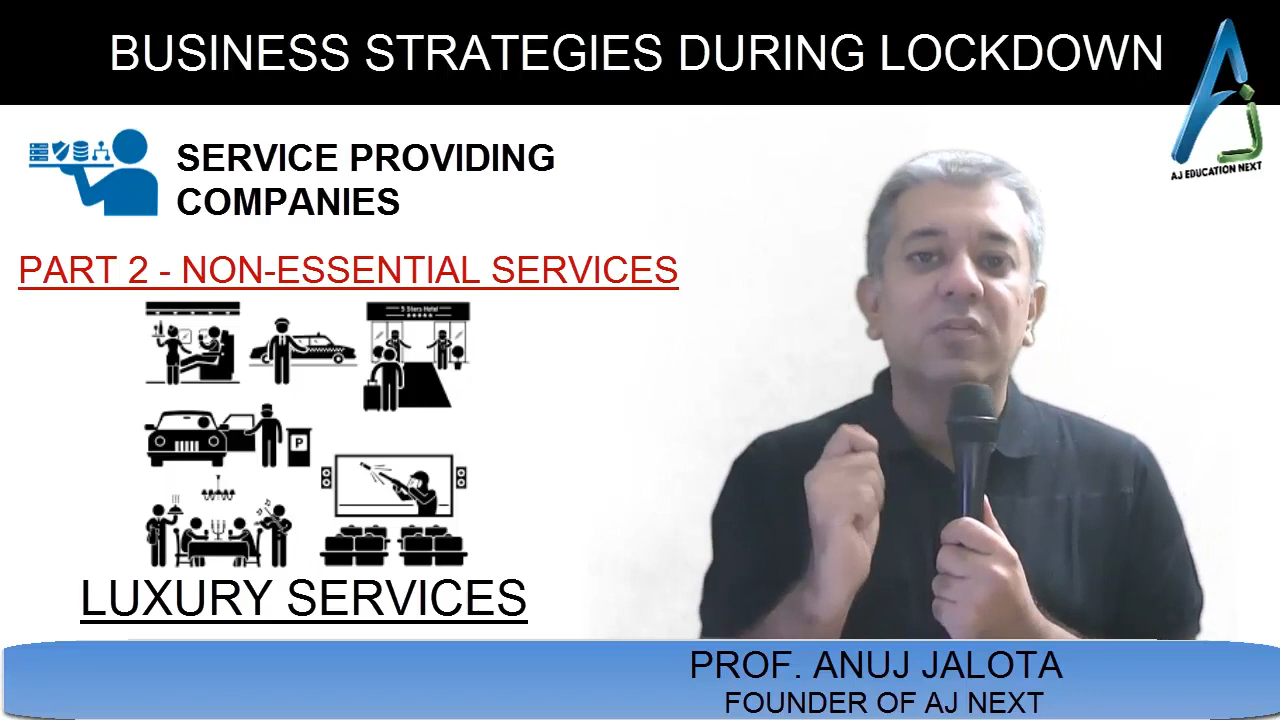 BUSINESS STRATEGIES DURING LOCKDOWN
AJ EDUCATION NEXT
SERVICE PROVIDING
COMPANIES
PART 2 - NON-ESSENTIAL SERVICES
5 Stars Hotel
P
LUXURY SERVICES
PROF. ANUJ JALOTA
FOUNDER OF AJ NEXT